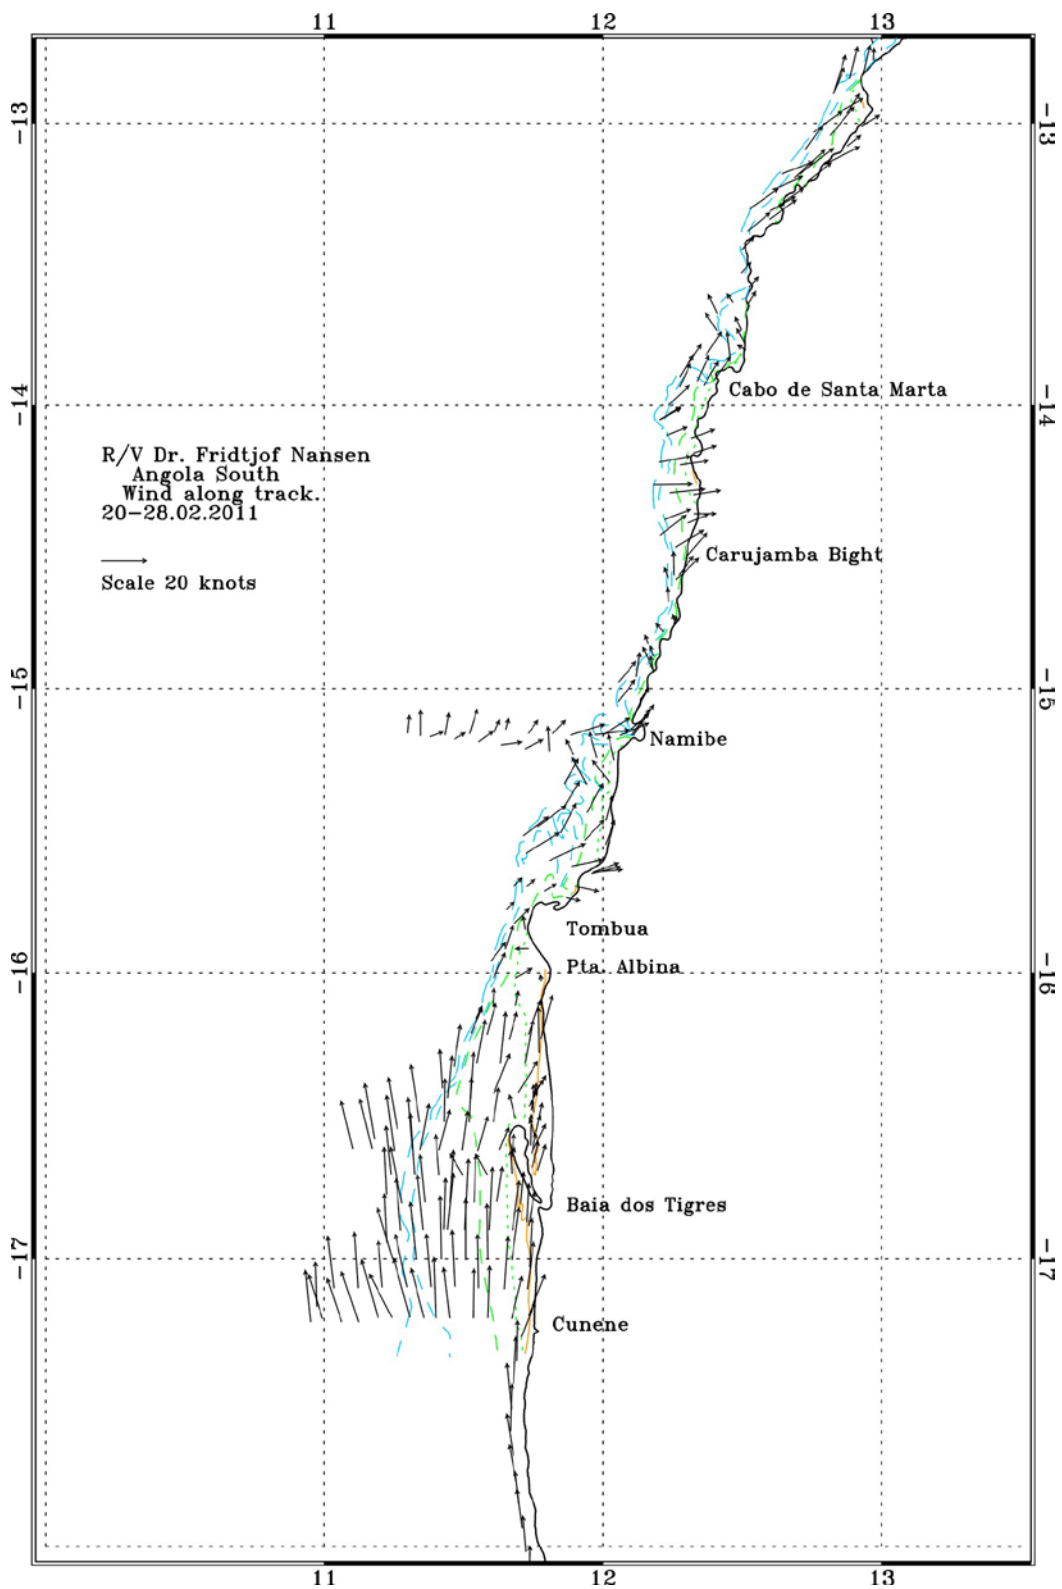 11 12 13
-13 -13
Cabo de Santa Marta
-14 -14
R/V Dr. Fridtjof Nansen
Angola South
Wind along track.
20-28.02.2011
Carujamba Bight
Scale 20 knots
-15 -15
Namibe
Tombua
Pta. Albina
-16 -16
Baia dos Tigres
-17 -17
Cunene
11 12 13